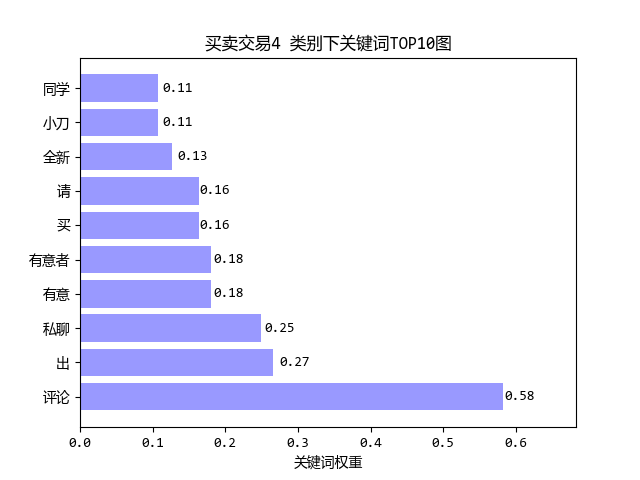 买卖交易4 类别下关键词TOP10图
同学 0.11
小刀 0.11
全新 0.13
请 0.16
买 0.16
有意者 0.18
有意 0.18
私聊 0.25
出 0.27
评论 0.58
0.0 0.1 0.2 0.3 0.4 0.5 0.6
关键词权重